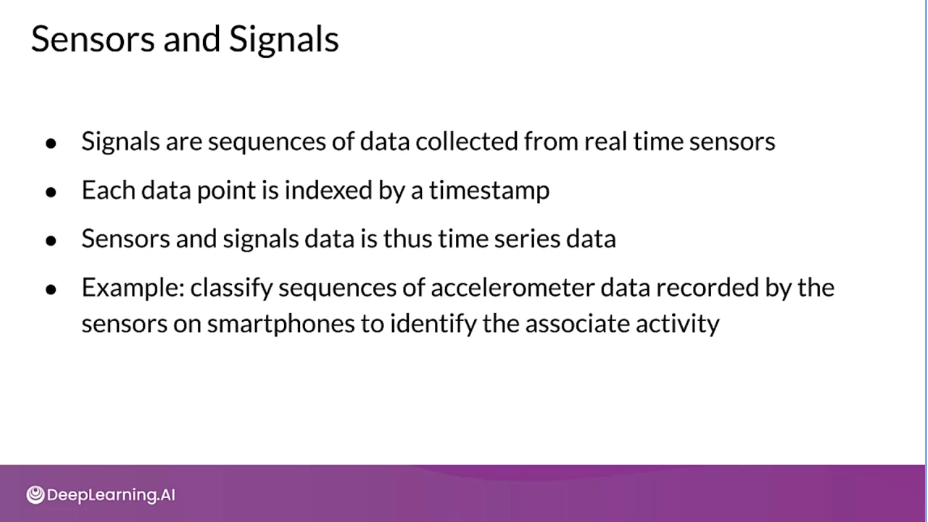 Sensors and Signals
● Signals are sequences of data collected from real time sensors
● Each data point is indexed by a timestamp
● Sensors and signals data is thus time series data
● Example: classify sequences of accelerometer data recorded by the
sensors on smartphones to identify the associate activity
DeepLearning.AI